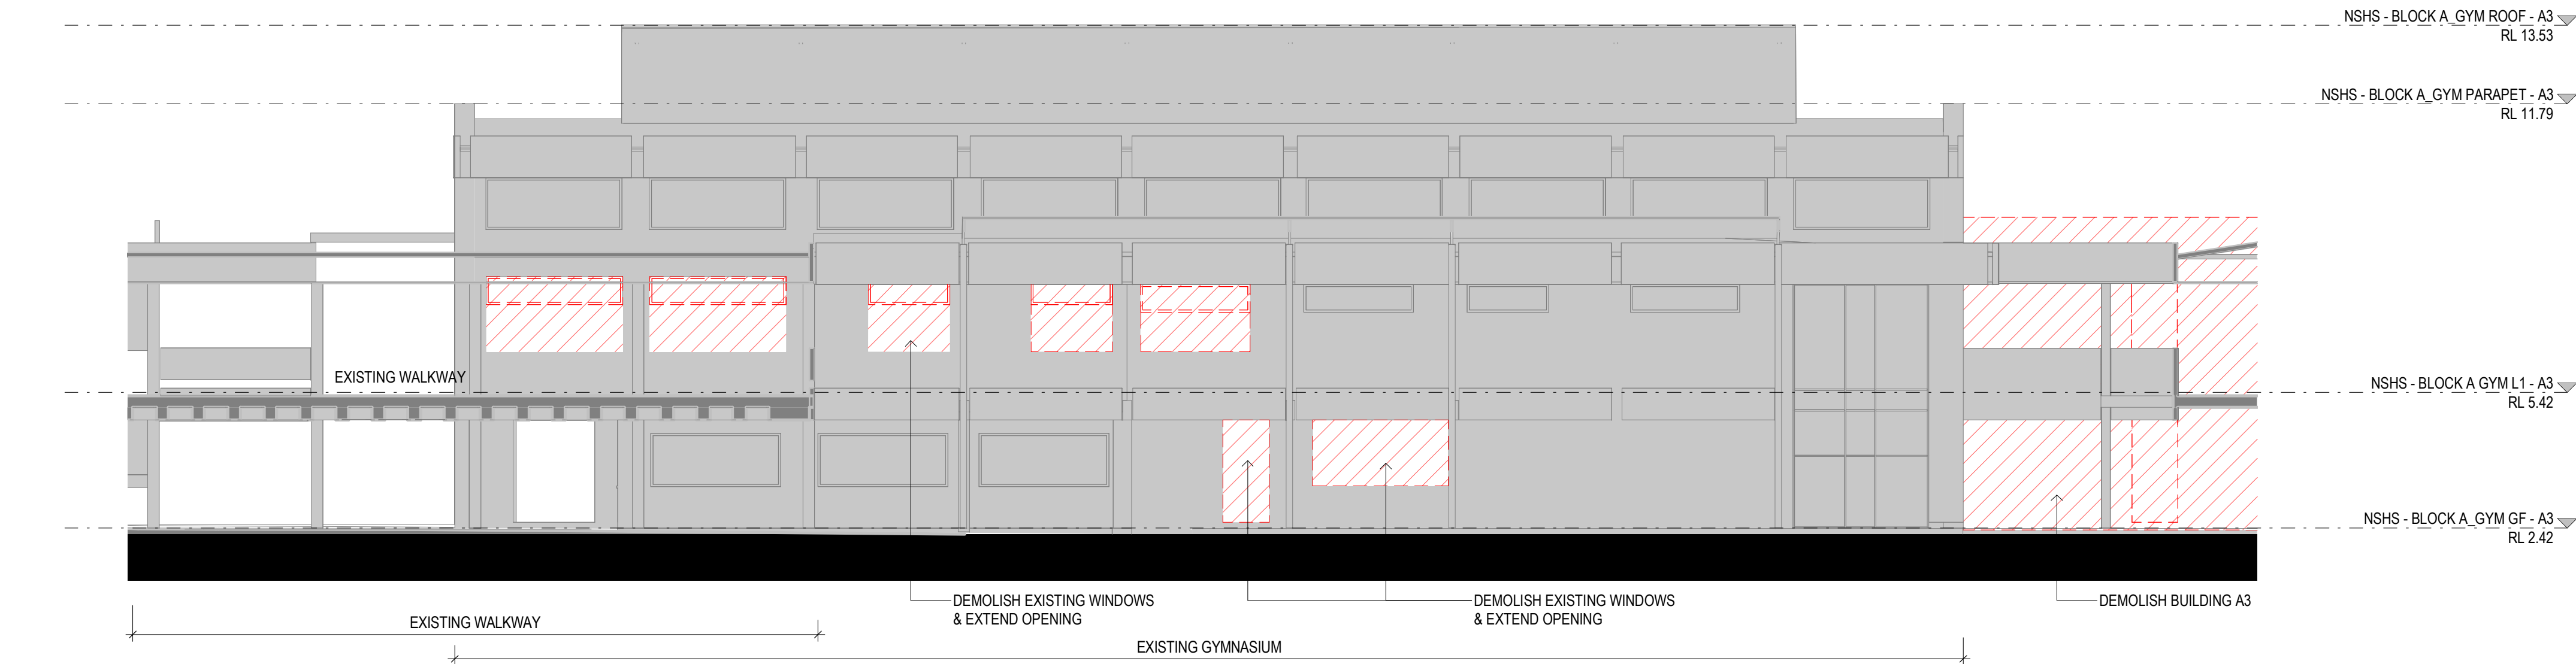 NSHS - BLOCK A_GYM ROOF - A3
RL 13.53
NSHS - BLOCK A_GYM PARAPET - A3
RL 11.79
EXISTING WALKWAY
NSHS - BLOCK A GYM L1 - A3
RL 5.42
NSHS - BLOCK A_GYM GF - A3
RL 2.42
DEMOLISH EXISTING WINDOWS
& EXTEND OPENING
DEMOLISH EXISTING WINDOWS
& EXTEND OPENING
DEMOLISH BUILDING A3
EXISTING WALKWAY
EXISTING GYMNASIUM